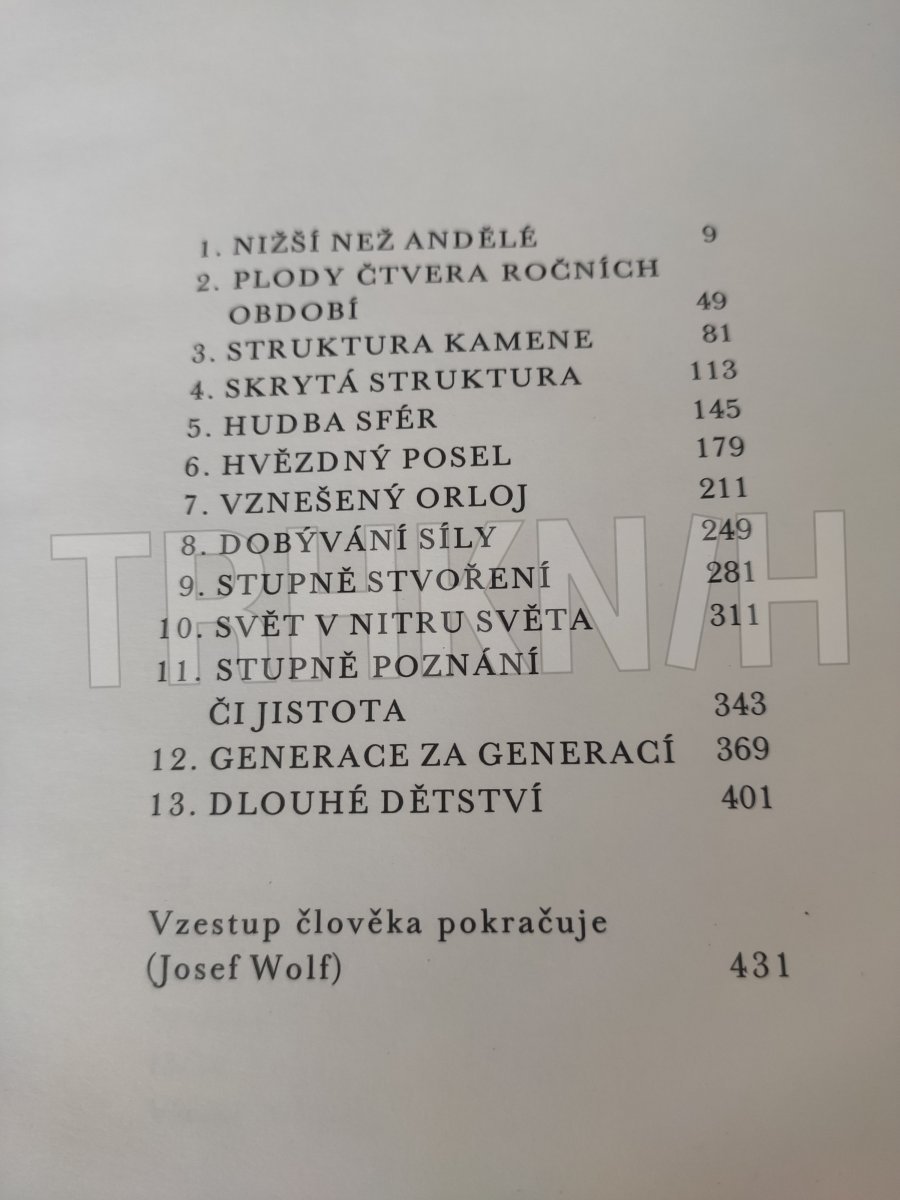 1. NIŽŠÍ NEŽ ANDĚLÉ 9
2. PLODY ČTVERA ROČNÍCH
OBDOBÍ 49
3. STRUKTURA KAMENE 81
4. SKRYTÁ STRUKTURA 113
5. HUDBA SFÉR 145
6. HVĚZDNÝ POSEL 179
7. VZNEŠENÝ ORLOJ 211
8. DOBÝVÁNÍ SÍLY 249
9. STUPNĚ STVOŘENÍ 281
10. SVĚT V NITRU SVĚTA 311
11. STUPNĚ POZNÁNÍ
ČI JISTOTA 343
12. GENERACE ZA GENERACÍ 369
13. DLOUHÉ DĚTSTVÍ 401
Vzestup člověka pokračuje
(Josef Wolf) 431
TRHKN/H